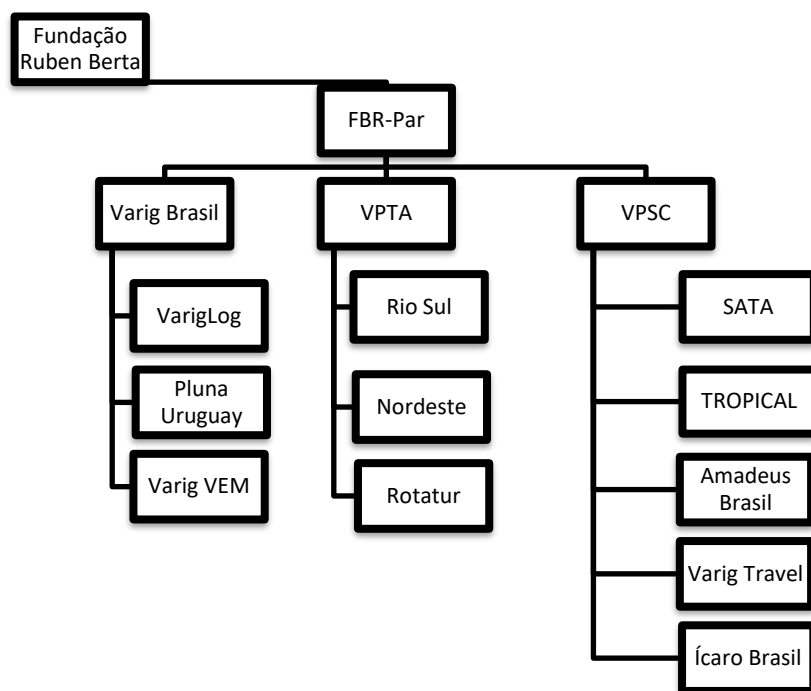 Fundação
Ruben Berta
FBR-Par
Varig Brasil
VPTA
VPSC
VarigLog
Rio Sul
SATA
Pluna
Uruguay
Nordeste
TROPICAL
Varig VEM
Rotatur
Amadeus
Brasil
Varig Travel
Ícaro Brasil